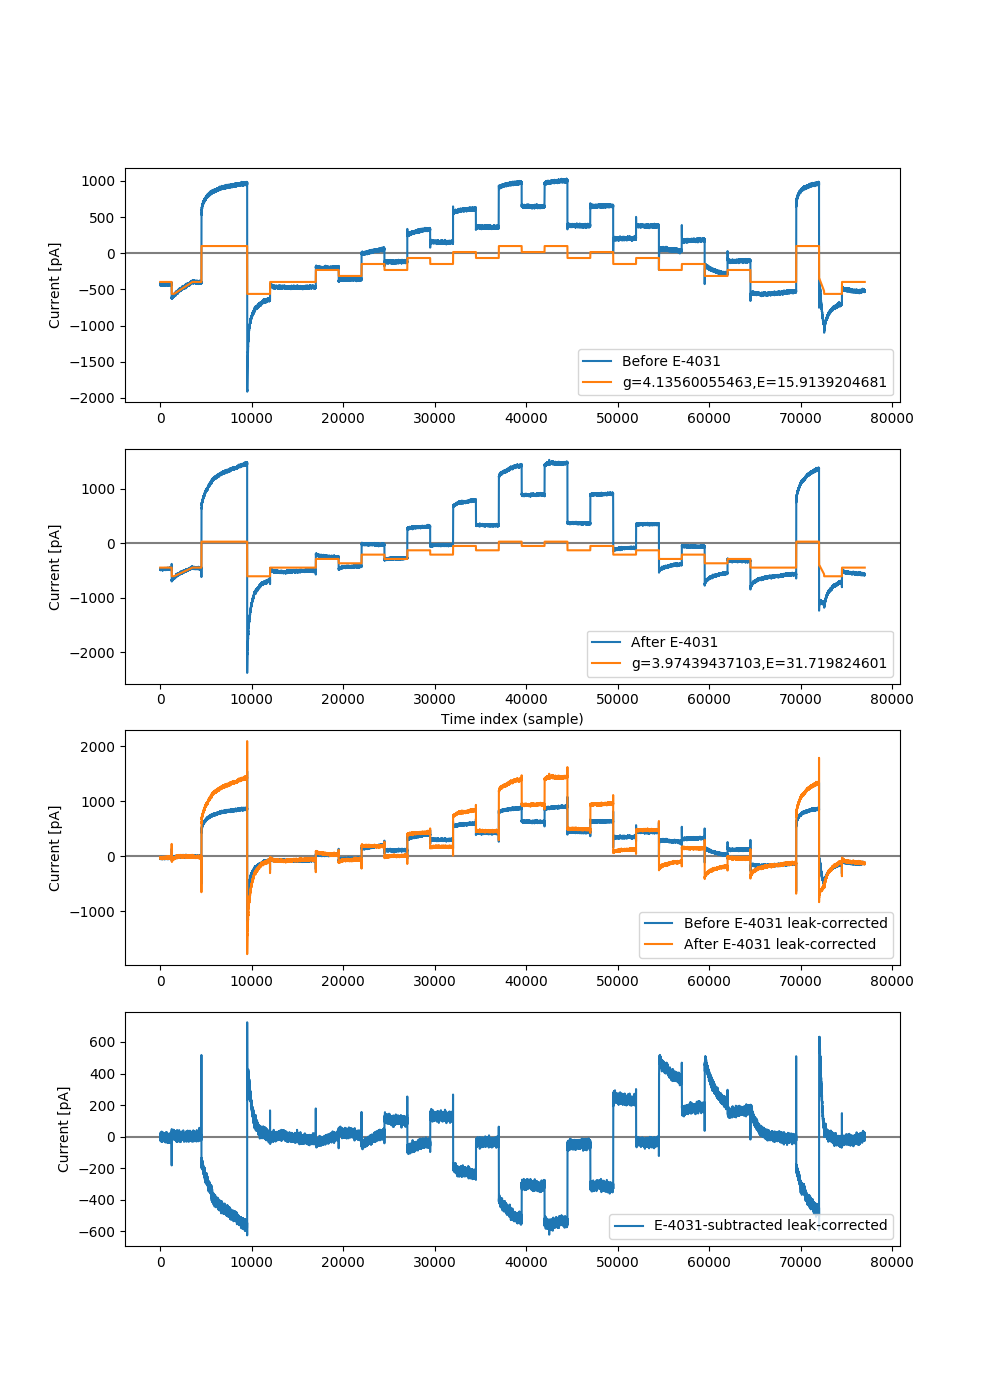 1000
500
0
−500
−1000
−1500
−2000
Current [pA]
Before E-4031
g=4.13560055463,E=15.9139204681
0 10000 20000 30000 40000 50000 60000 70000 80000
1000
0
−1000
−2000
Current [pA]
After E-4031
g=3.97439437103,E=31.719824601
0 10000 20000 30000 40000 50000 60000 70000 80000
Time index (sample)
2000
1000
0
−1000
Current [pA]
Before E-4031 leak-corrected
After E-4031 leak-corrected
0 10000 20000 30000 40000 50000 60000 70000 80000
600
400
200
0
−200
−400
−600
Current [pA]
E-4031-subtracted leak-corrected
0 10000 20000 30000 40000 50000 60000 70000 80000